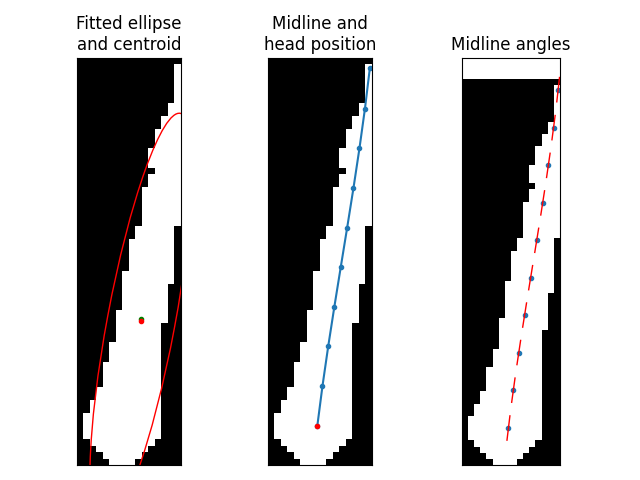 Fitted ellipse
and centroid
Midline and
head position
Midline angles